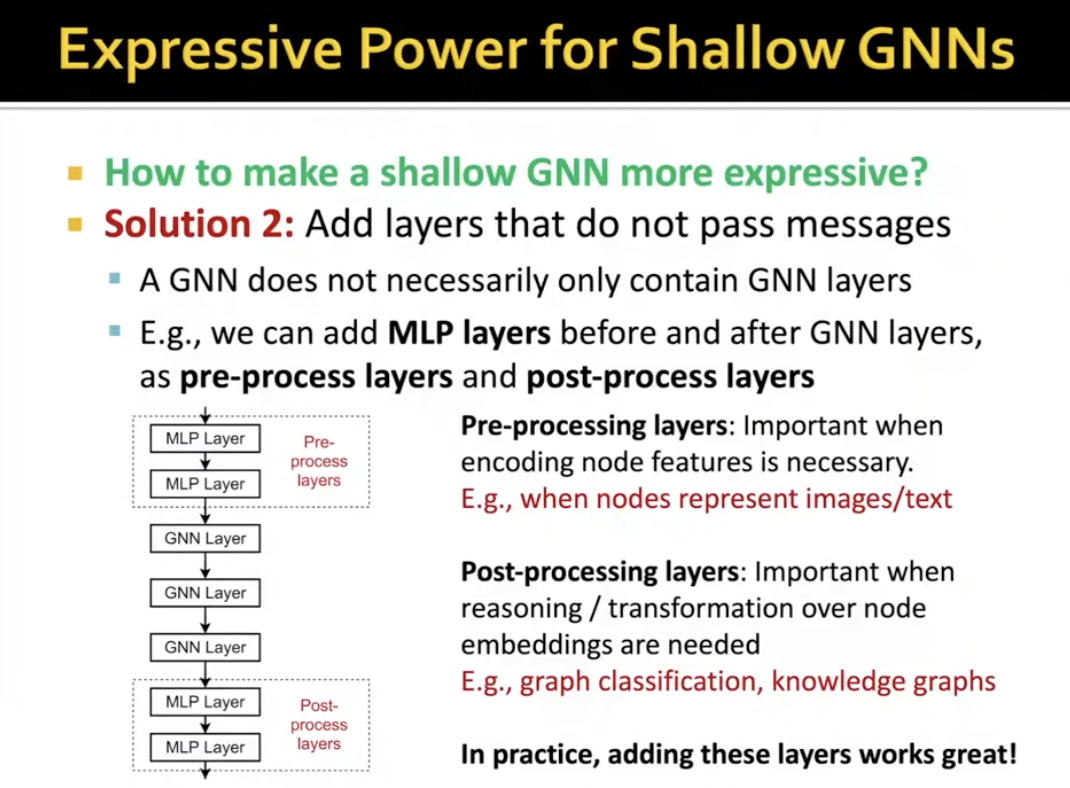 Expressive Power for Shallow GNNs
How to make a shallow GNN more expressive?
Solution 2: Add layers that do not pass messages
A GNN does not necessarily only contain GNN layers
E.g., we can add MLP layers before and after GNN layers,
as pre-process layers and post-process layers
MLP Layer
MLP Layer
Pre-
process
layers
GNN Layer
GNN Layer
GNN Layer
MLP Layer
MLP Layer
Post-
process
layers
Pre-processing layers: Important when
encoding node features is necessary.
E.g., when nodes represent images/text
Post-processing layers: Important when
reasoning / transformation over node
embeddings are needed
E.g., graph classification, knowledge graphs
In practice, adding these layers works great!